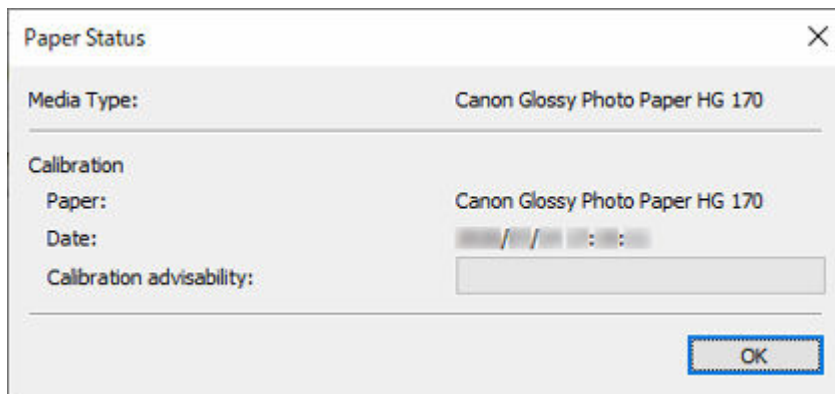 Paper Status
Media Type: Canon Glossy Photo Paper HG 170
Calibration
Paper: Canon Glossy Photo Paper HG 170
Date:
Calibration advisability:
OK